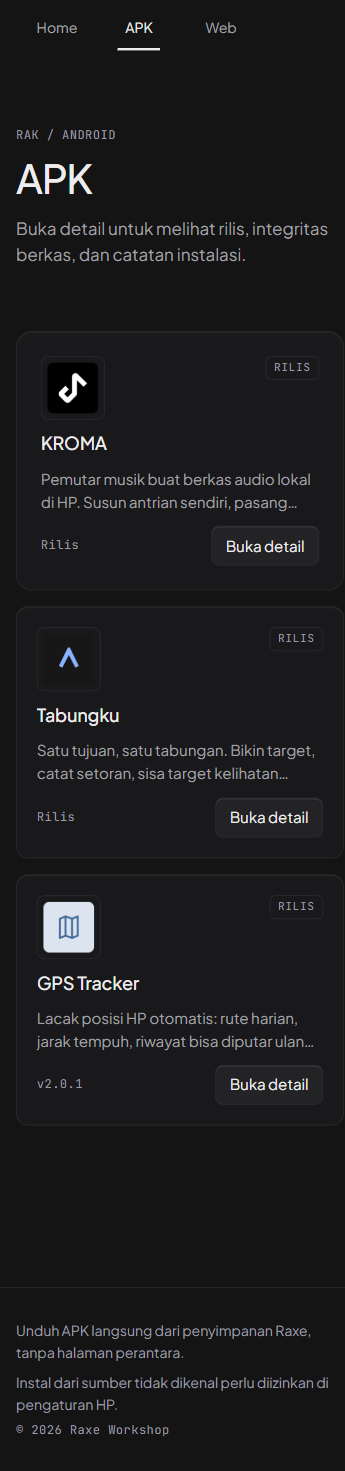 Home APK Web
RAK / ANDROID
APK
Buka detail untuk melihat rilis, integritas
berkas, dan catatan instalasi.
RILIS
KROMA
Pemutar musik buat berkas audio lokal
di HP. Susun antrian sendiri, pasang…
Rilis Buka detail
RILIS
Tabungku
Satu tujuan, satu tabungan. Bikin target,
catat setoran, sisa target kelihatan…
Rilis Buka detail
RILIS
GPS Tracker
Lacak posisi HP otomatis: rute harian,
jarak tempuh, riwayat bisa diputar ulan…
v2.0.1 Buka detail
Unduh APK langsung dari penyimpanan Raxe,
tanpa halaman perantara.
Instal dari sumber tidak dikenal perlu diizinkan di
pengaturan HP.
© 2026 Raxe Workshop